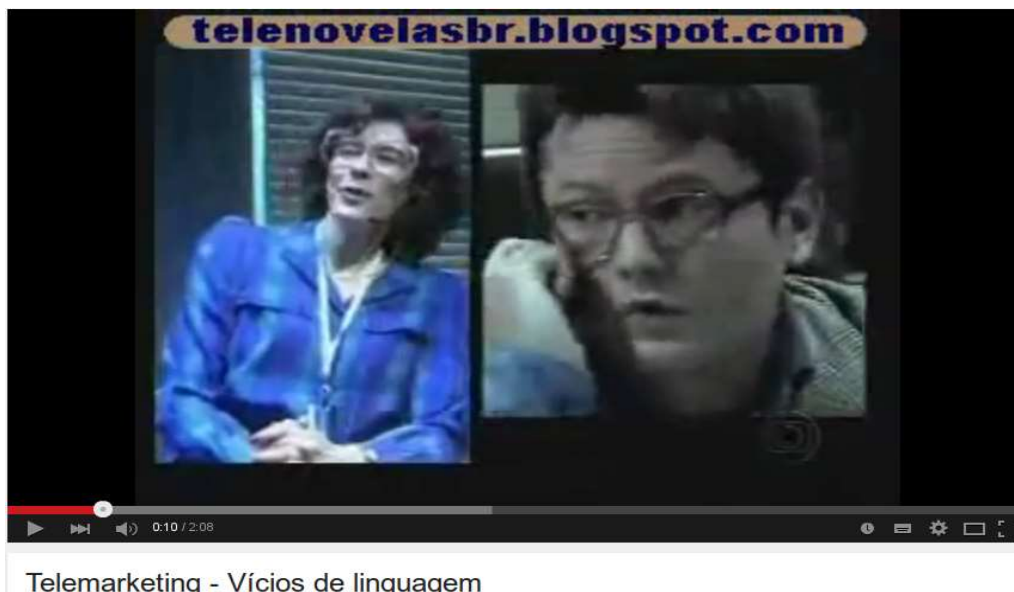 telenovelasbr.blogspot.com
0:10 / 2:08
Telemarketing - Vícios de linguagem